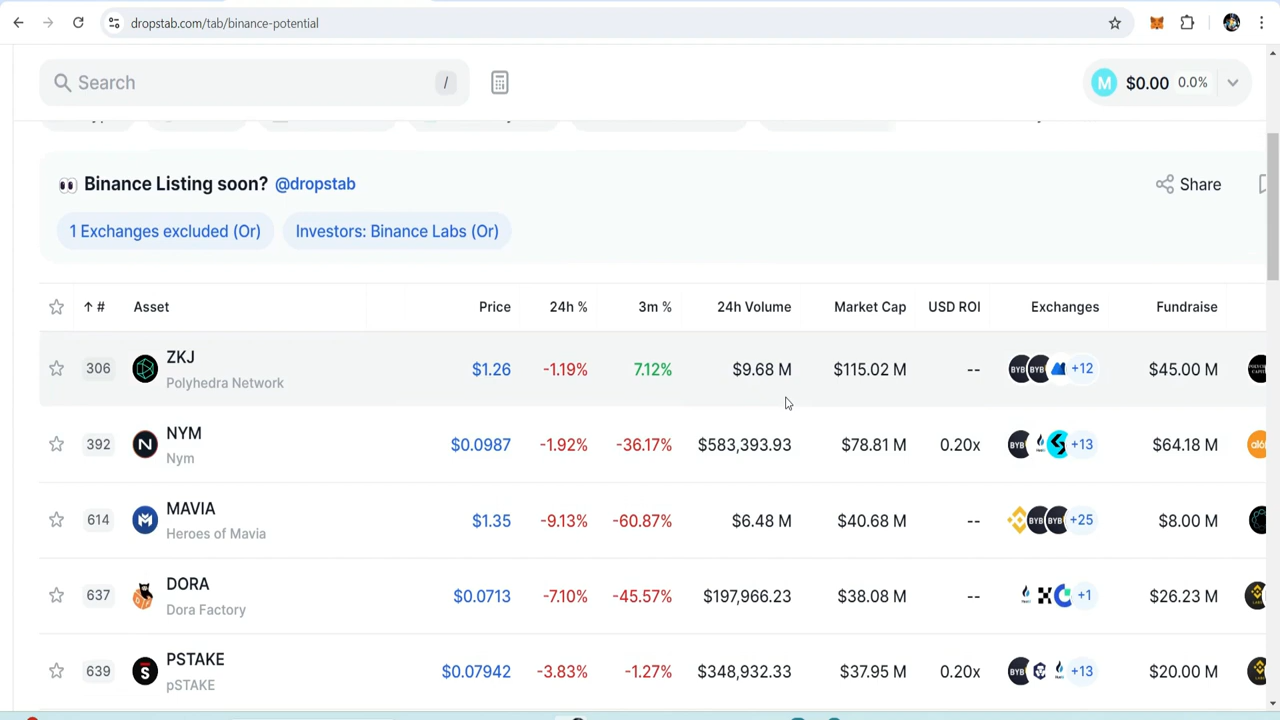 dropstab.com/tab/binance-potential
Search /
M $0.00 0.0%
Binance Listing soon? @dropstab
Share
1 Exchanges excluded (Or) Investors: Binance Labs (Or)
↑ # Asset Price 24h % 3m % 24h Volume Market Cap USD ROI Exchanges Fundraise
306 ZKJ $1.26 -1.19% 7.12% $9.68 M $115.02 M -- BYB BYB +12 $45.00 M
Polyhedra Network
392 N NYM $0.0987 -1.92% -36.17% $583,393.93 $78.81 M 0.20x BYB +13 $64.18 M
Nym
614 MAVIA $1.35 -9.13% -60.87% $6.48 M $40.68 M -- BYB BYB +25 $8.00 M
Heroes of Mavia
637 DORA $0.0713 -7.10% -45.57% $197,966.23 $38.08 M -- +1 $26.23 M
Dora Factory
639 PSTAKE $0.07942 -3.83% -1.27% $348,932.33 $37.95 M 0.20x BYB +13 $20.00 M
pSTAKE